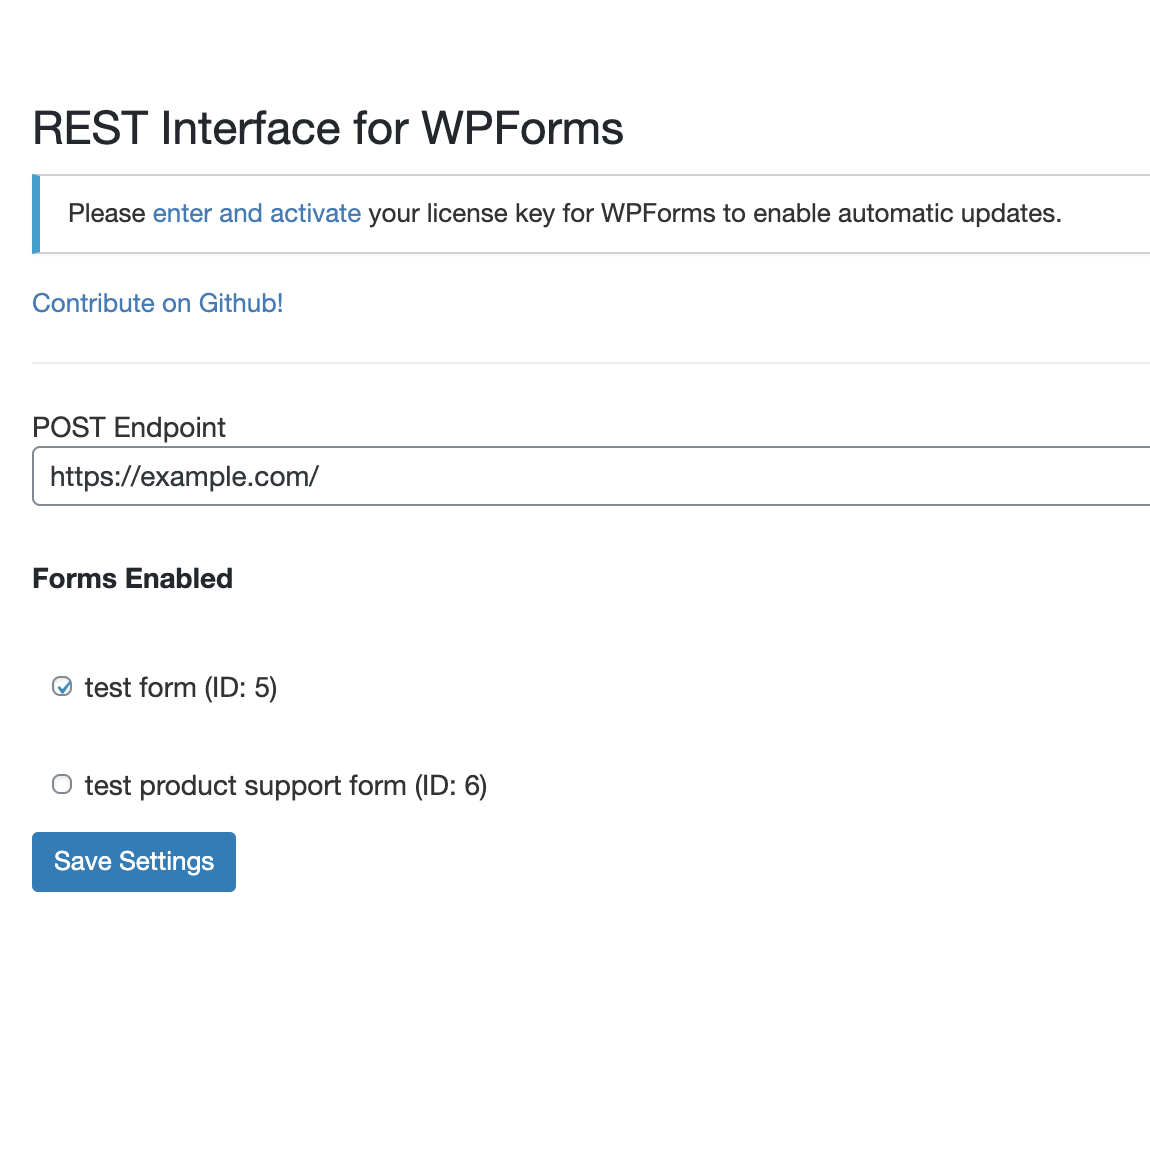 REST Interface for WPForms
Please enter and activate your license key for WPForms to enable automatic updates.
Contribute on Github!
POST Endpoint
https://example.com/
Forms Enabled
test form (ID: 5)
test product support form (ID: 6)
Save Settings